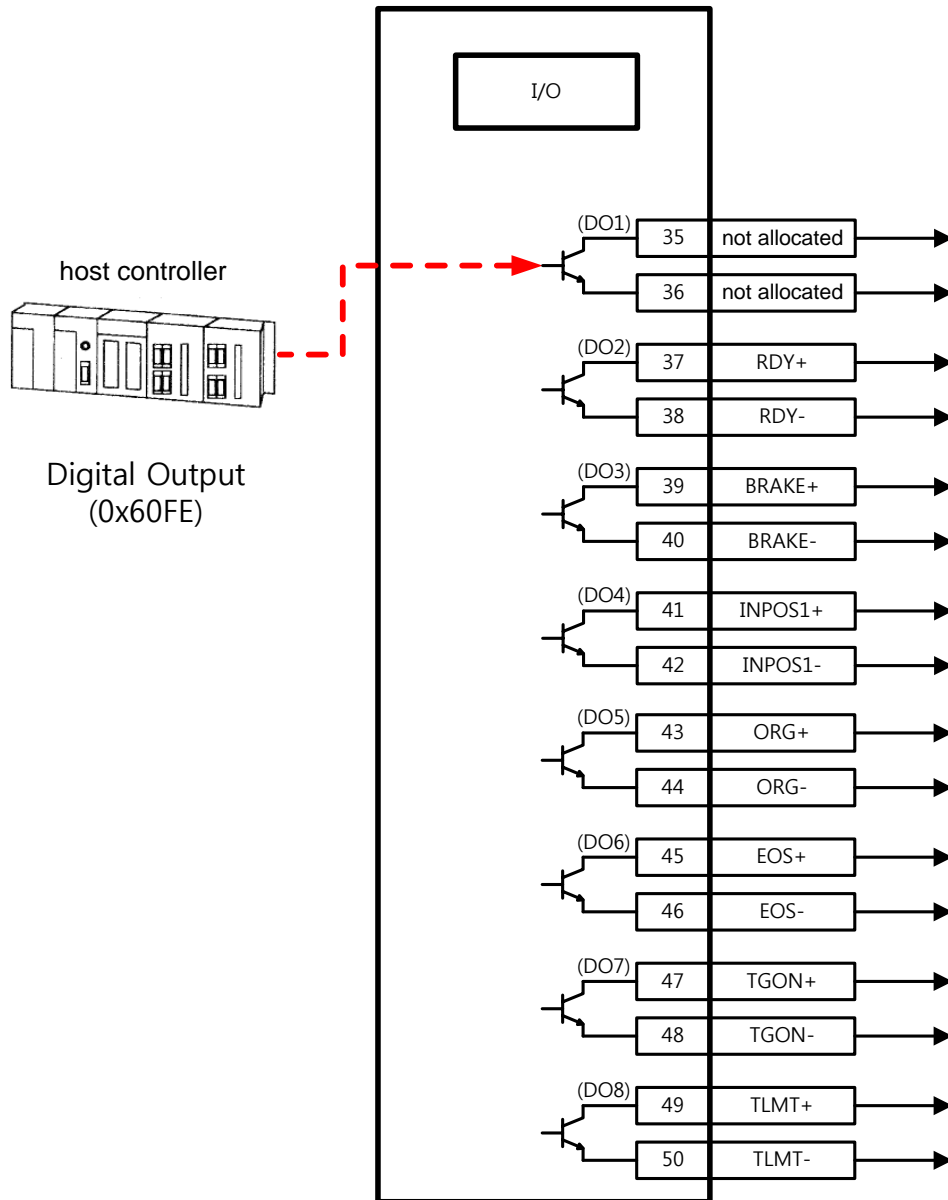 I/O
host controller
Digital Output
(0x60FE)
(DO1) 35 not allocated
36 not allocated
(DO2) 37 RDY+
38 RDY-
(DO3) 39 BRAKE+
40 BRAKE-
(DO4) 41 INPOS1+
42 INPOS1-
(DO5) 43 ORG+
44 ORG-
(DO6) 45 EOS+
46 EOS-
(DO7) 47 TGON+
48 TGON-
(DO8) 49 TLMT+
50 TLMT-